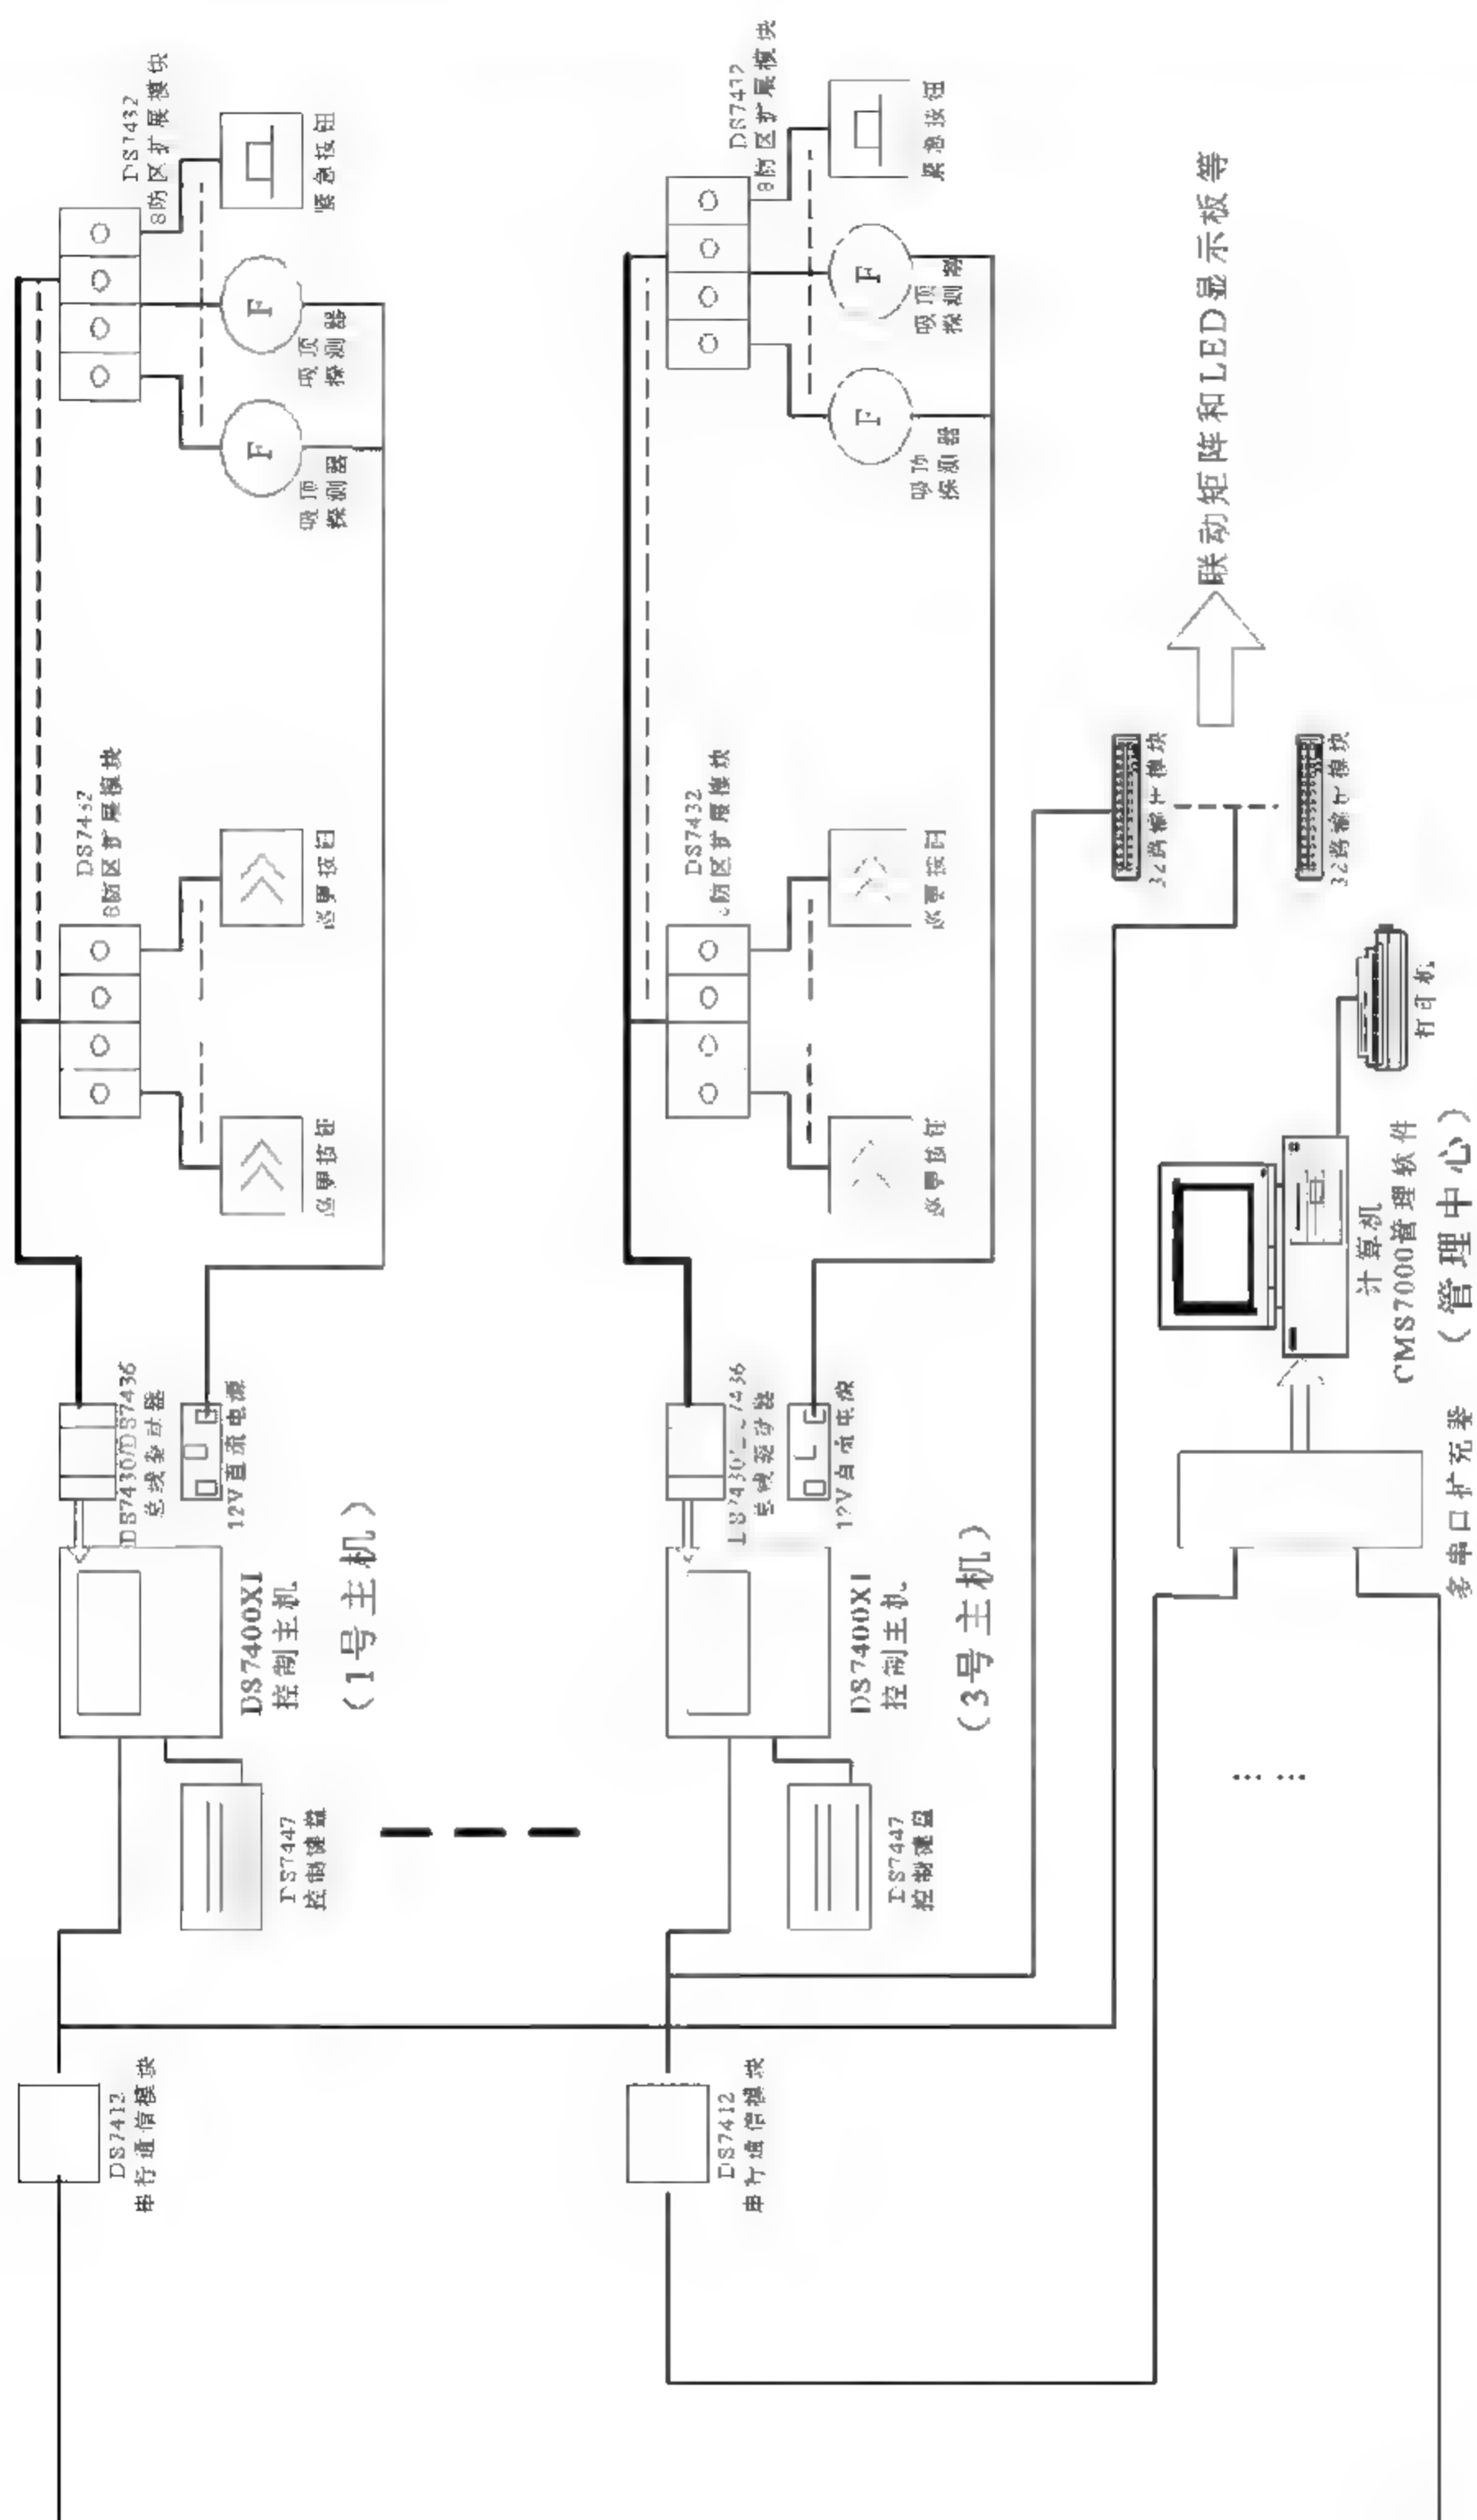 DS7412
串行通信模块
DS7447
控制键盘
DS7400XI
控制主机
（1号主机）
DS7430/DS7436
总线驱动器
12V直流电源
DS7432
8防区扩展模块
DS7432
8防区扩展模块
吸顶
探测器
吸顶
探测器
紧急按钮
DS7412
串行通信模块
DS7447
控制键盘
DS7400XI
控制主机
（3号主机）
总线驱动器
12V直流电源
DS7432
防区扩展模块
DS7432
8防区扩展模块
吸顶
探测器
吸顶
探测器
紧急按钮
32路输出模块
32路输出模块
联动矩阵和LED显示板等
多串口扩充器
计算机
CMS7000管理软件
（管理中心）
打印机
F
F
F
F